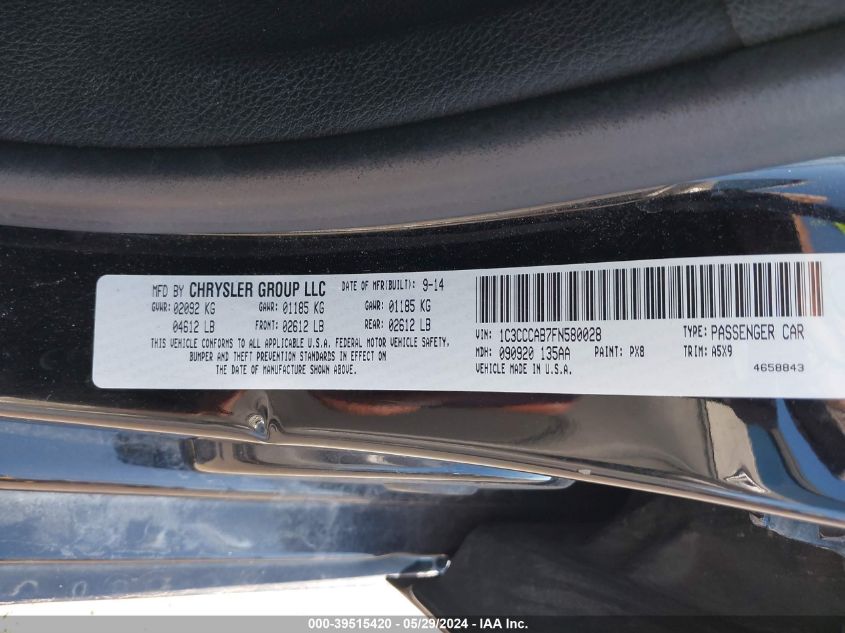 MFD BY CHRYSLER GROUP LLC DATE OF MFR(BUILT): 9-14
GVWR: 02092 KG GAWR: 01185 KG GAWR: 01185 KG
04612 LB FRONT: 02612 LB REAR: 02612 LB
THIS VEHICLE CONFORMS TO ALL APPLICABLE U.S.A. FEDERAL MOTOR VEHICLE SAFETY,
BUMPER AND THEFT PREVENTION STANDARDS IN EFFECT ON
THE DATE OF MANUFACTURE SHOWN ABOVE.
VIN: 1C3CCCAB7FN580028 TYPE: PASSENGER CAR
MDH: 090920 135AA PAINT: PX8 TRIM: A5X9
VEHICLE MADE IN U.S.A. 4658843
000-39515420 - 05/29/2024 - IAA Inc.